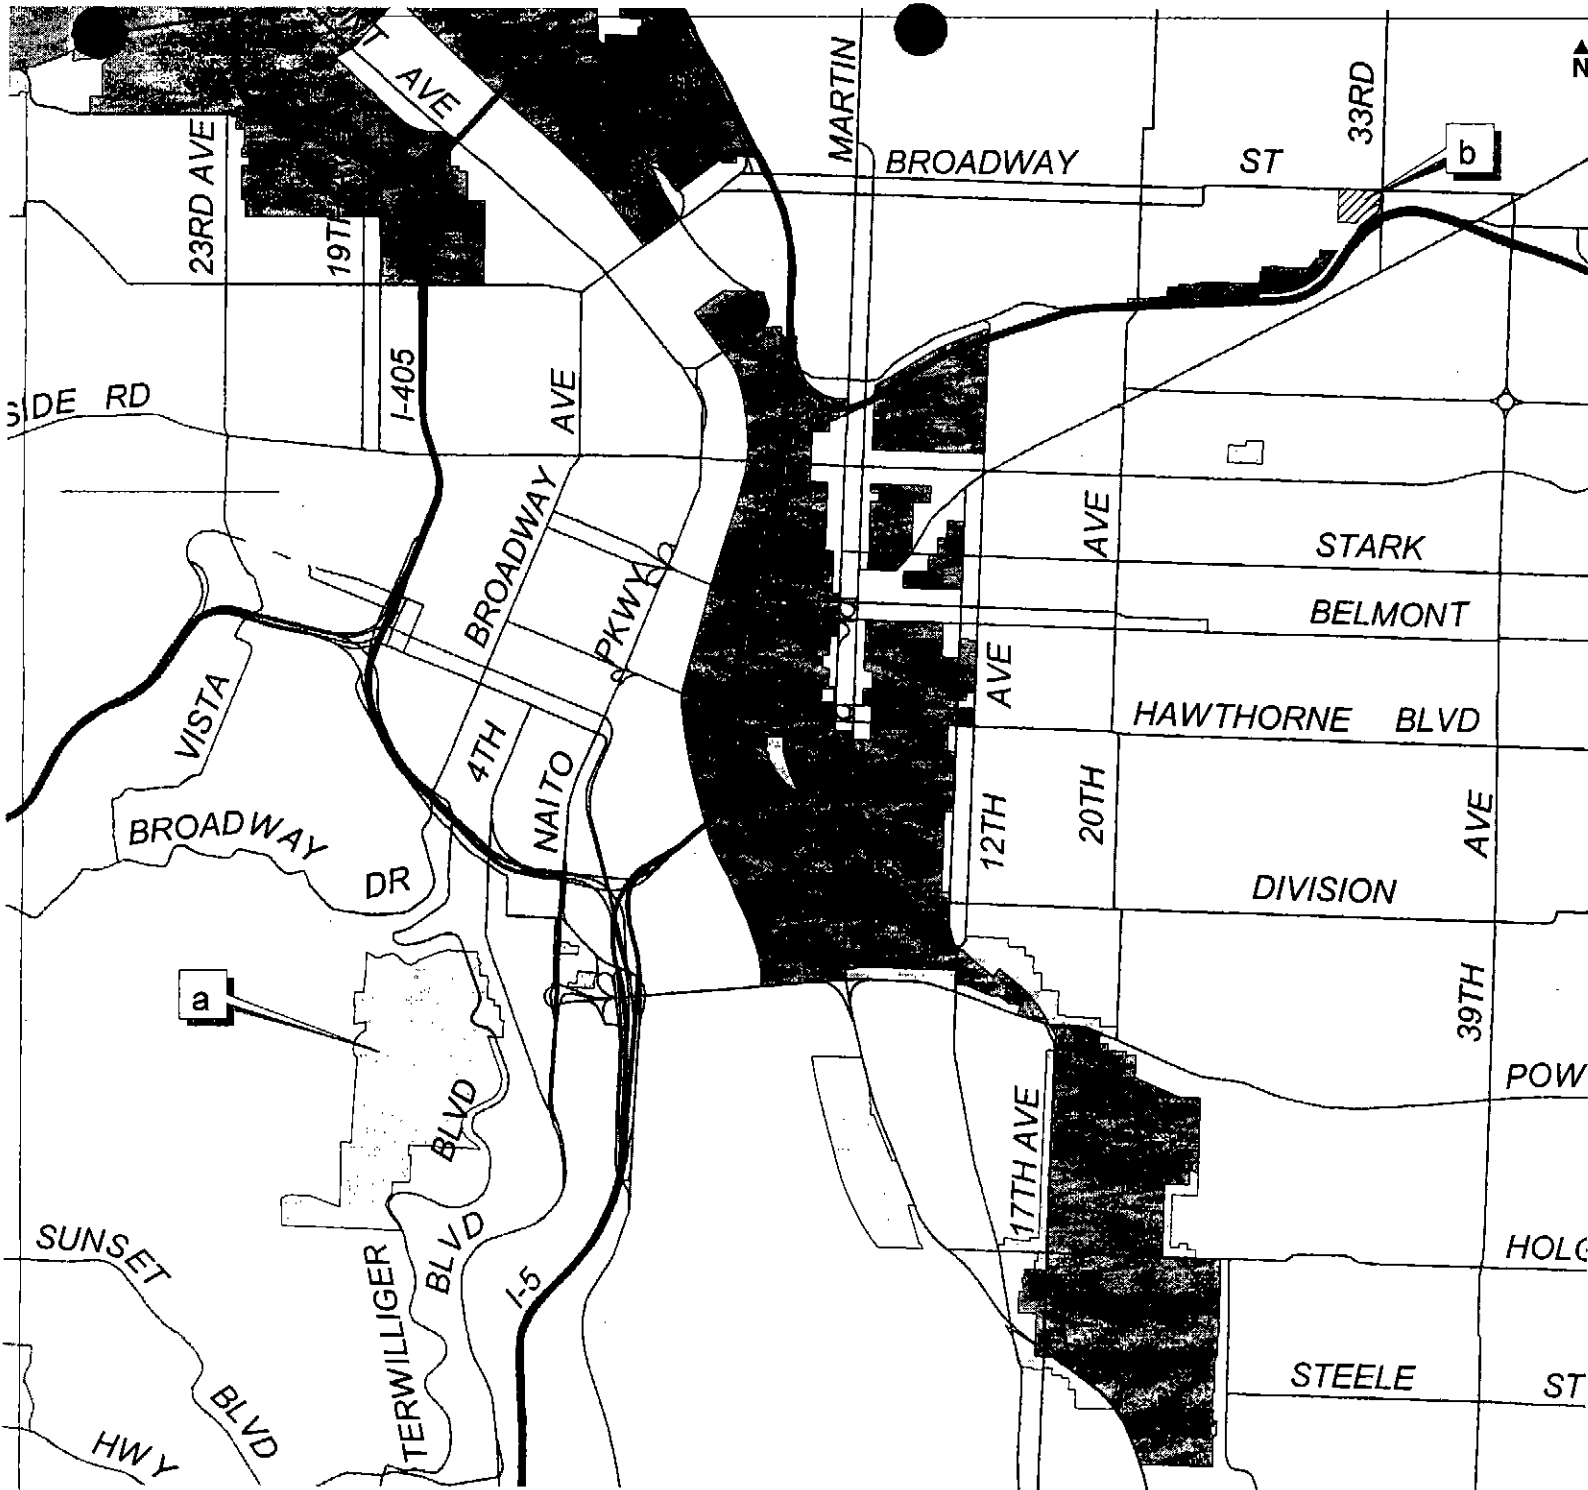 N
AVE
MARTIN
33RD
BROADWAY ST
b
23RD AVE
I-405
AVE
SIDE RD
BROADWAY
AVE
STARK
PKWY
BELMONT
AVE
VISTA
HAWTHORNE BLVD
4TH
NAITO
BROADWAY
DR
12TH
20TH
AVE
DIVISION
a
39TH
BLVD
17TH AVE
POW
SUNSET
BLVD
HOLG
I-5
TERWILLIGER
BLVD
STEELE ST
HWY